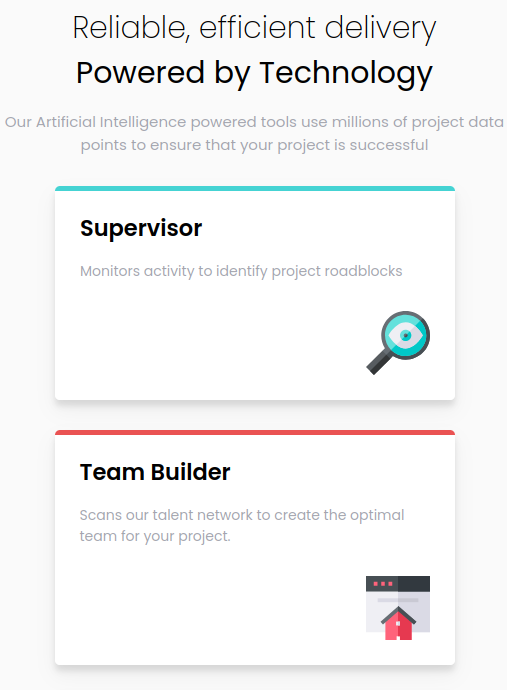 Reliable, efficient delivery
Powered by Technology
Our Artificial Intelligence powered tools use millions of project data
points to ensure that your project is successful
Supervisor
Monitors activity to identify project roadblocks
Team Builder
Scans our talent network to create the optimal
team for your project.